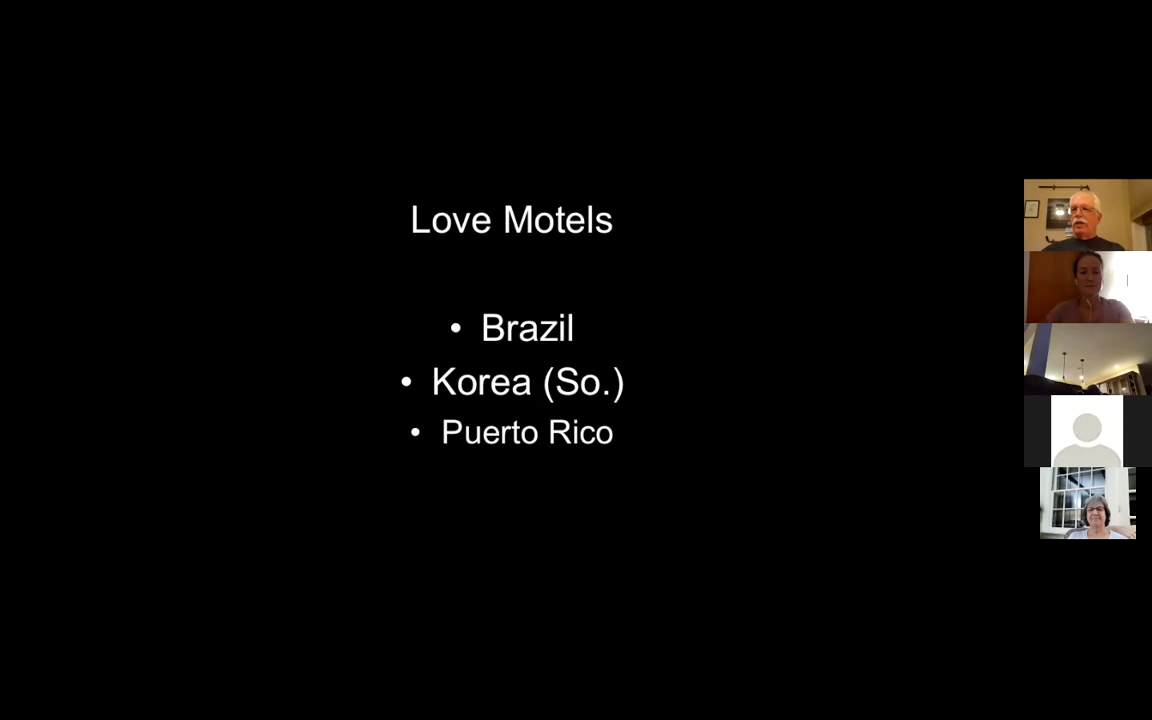 Love Motels
• Brazil
• Korea (So.)
• Puerto Rico